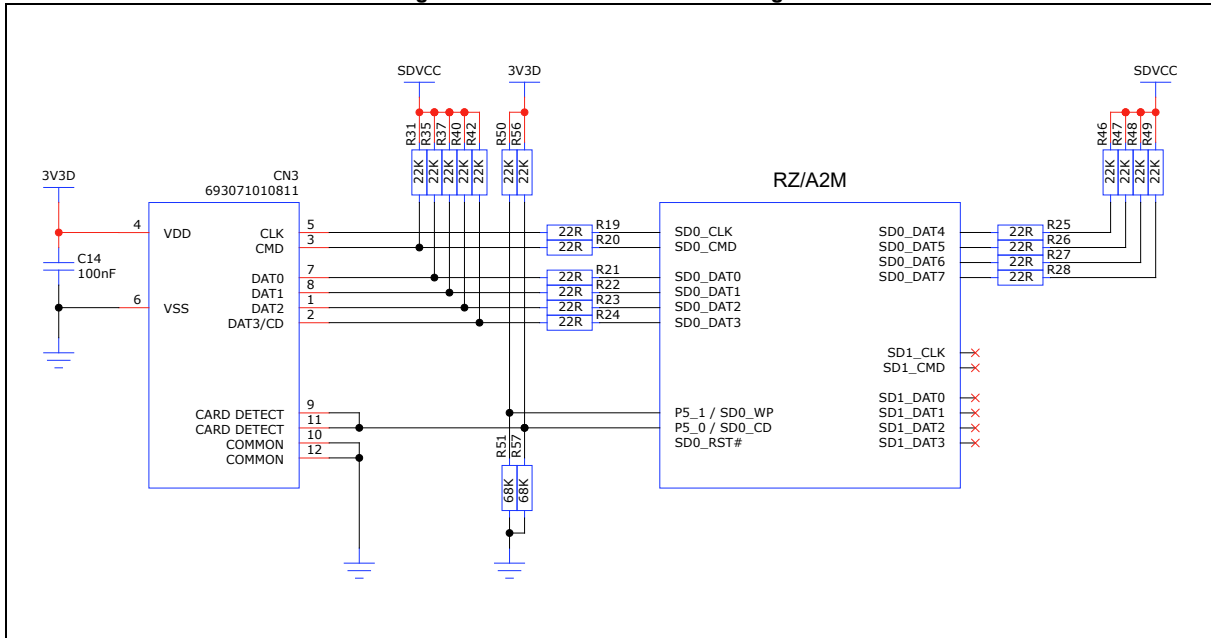 SDVCC
3V3D
SDVCC
R31
R35
R37
R40
R42
R50
R56
R46
R47
R48
R49
22K
22K
22K
22K
22K
22K
22K
22K
22K
22K
22K
3V3D
CN3
693071010811
RZ/A2M
4
VDD
CLK
5
22R
R19
SD0_CLK
SD0_DAT4
22R
R25
CMD
3
22R
R20
SD0_CMD
SD0_DAT5
22R
R26
SD0_DAT6
22R
R27
C14
100nF
DAT0
7
22R
R21
SD0_DAT0
SD0_DAT7
22R
R28
DAT1
8
22R
R22
SD0_DAT1
6
VSS
DAT2
1
22R
R23
SD0_DAT2
DAT3/CD
2
22R
R24
SD0_DAT3
SD1_CLK
SD1_CMD
SD1_DAT0
SD1_DAT1
SD1_DAT2
SD1_DAT3
CARD DETECT
9
P5_1 / SD0_WP
CARD DETECT
11
P5_0 / SD0_CD
COMMON
10
SD0_RST#
COMMON
12
R51
R57
68K
68K